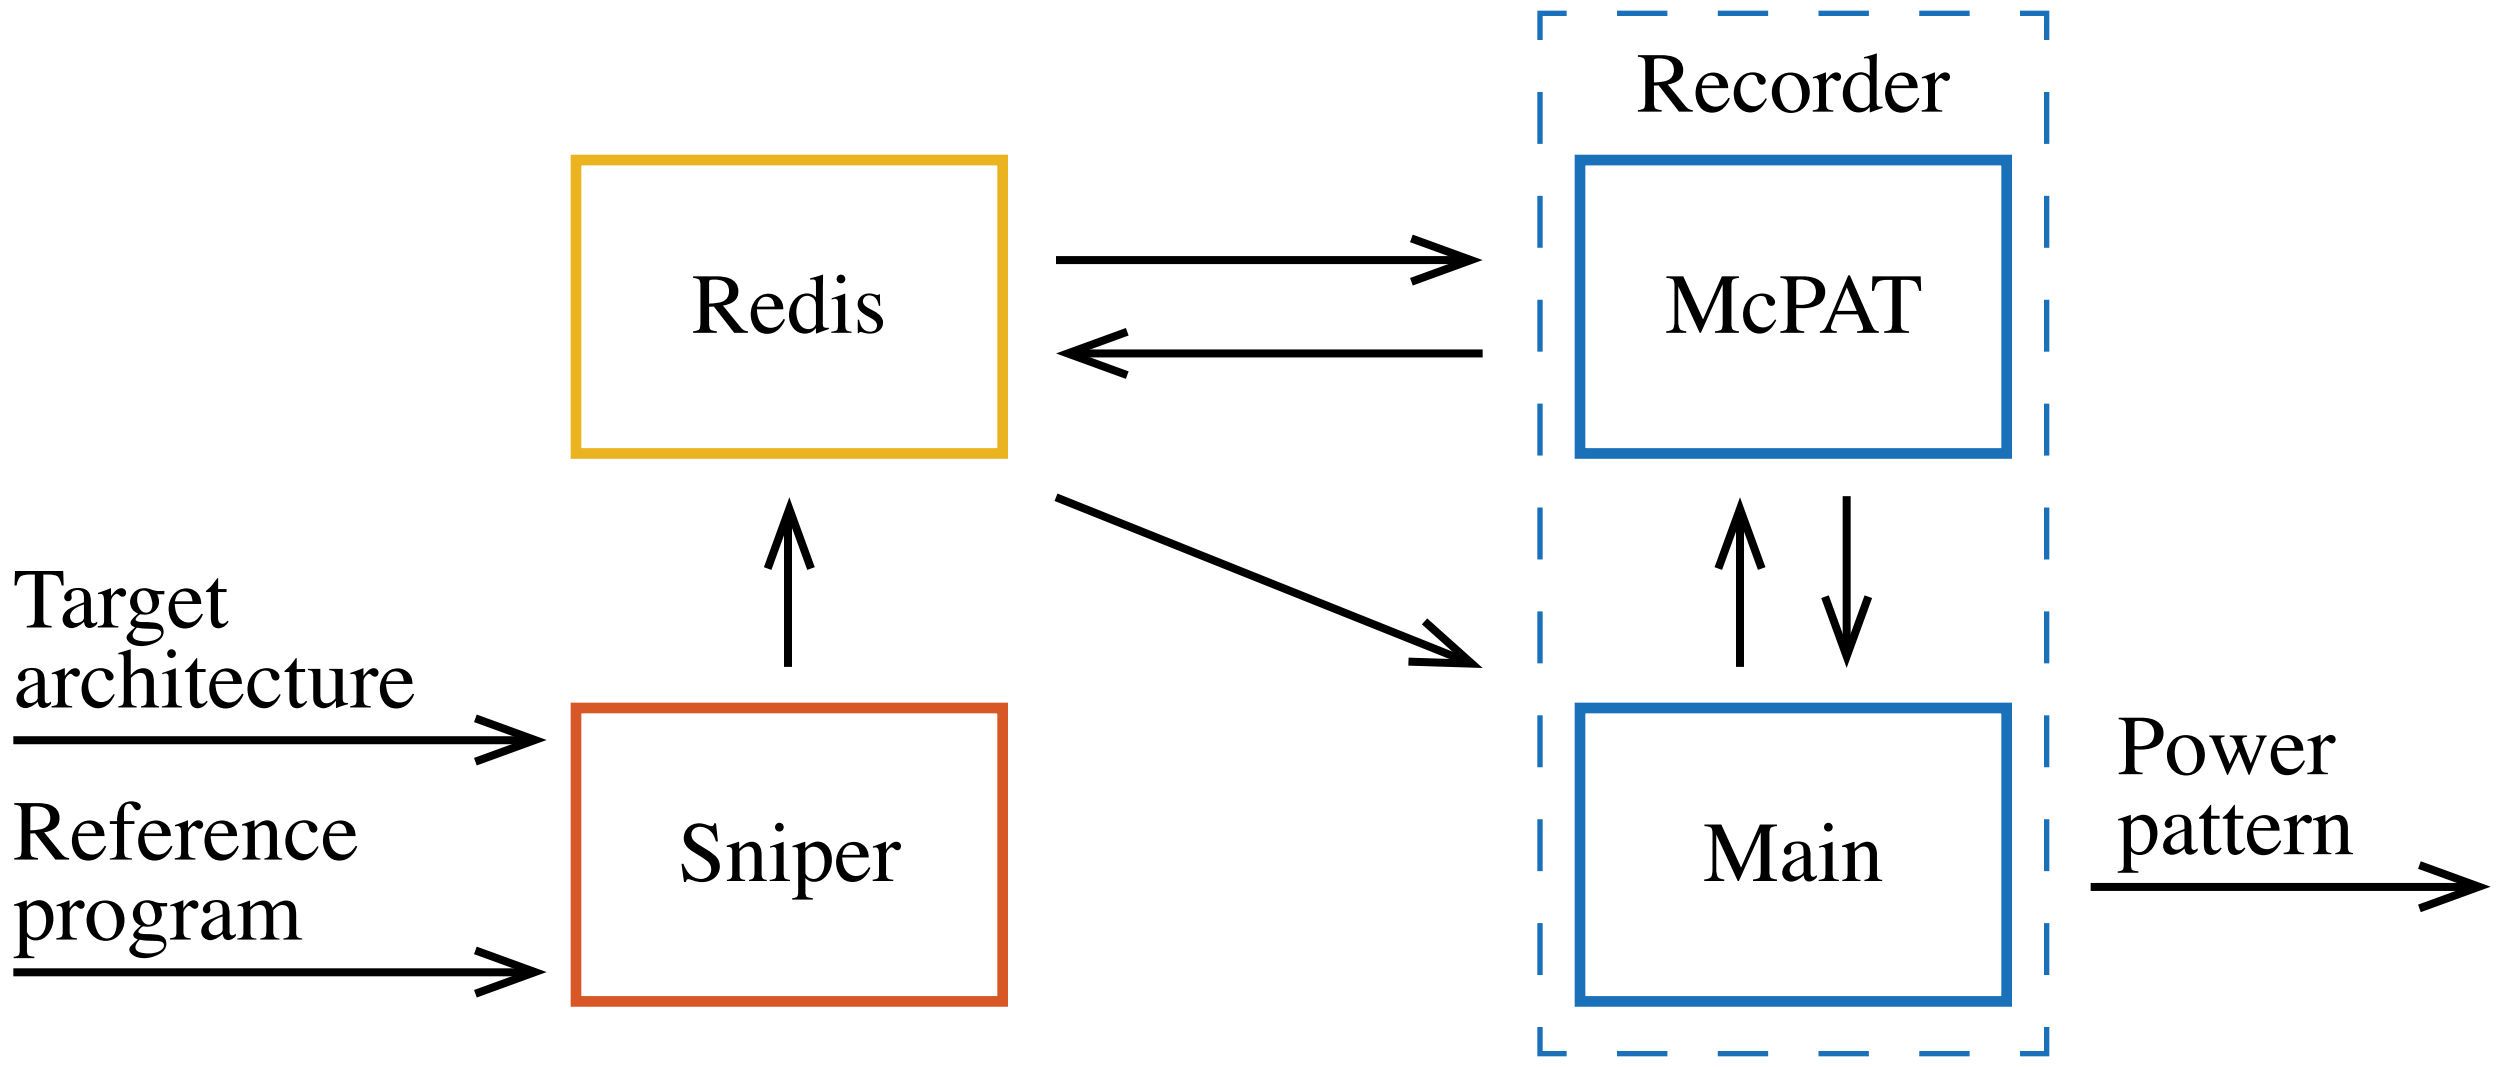 Recorder
Redis
McPAT
Target
architecture
Reference
program
Sniper
Main
Power
pattern